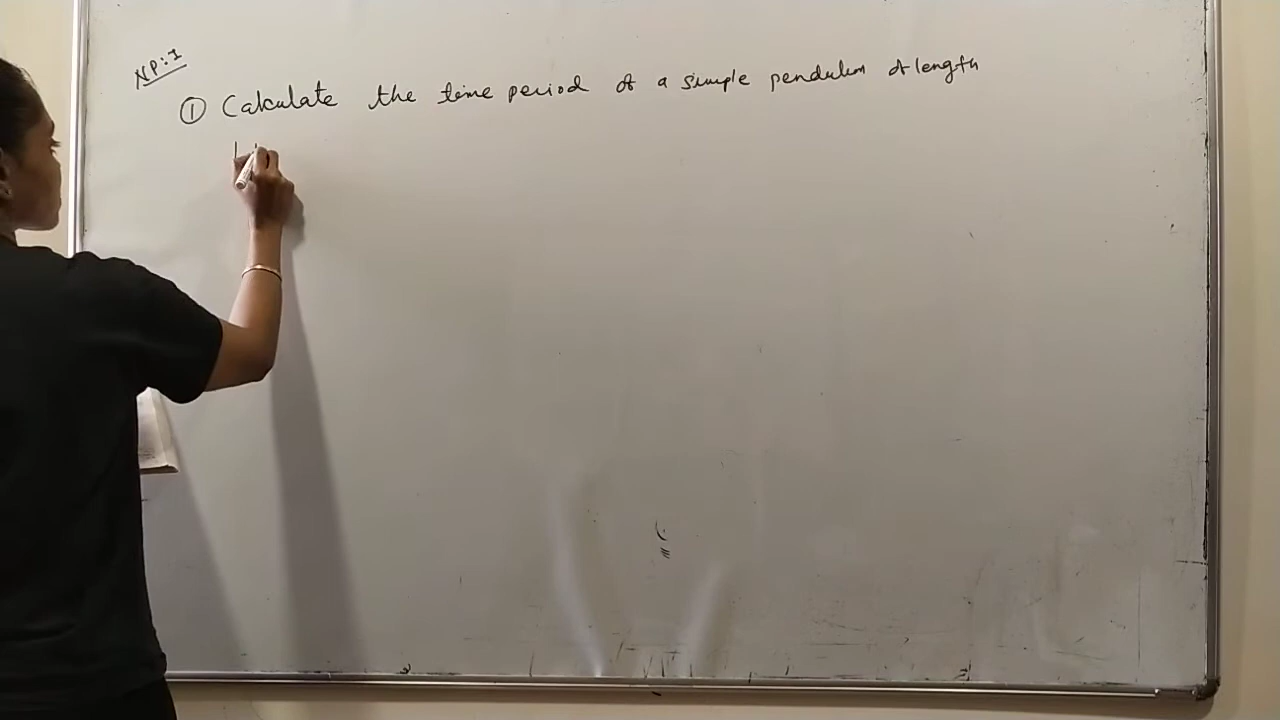 NP:1
① Calculate the time period of a simple pendulum of length